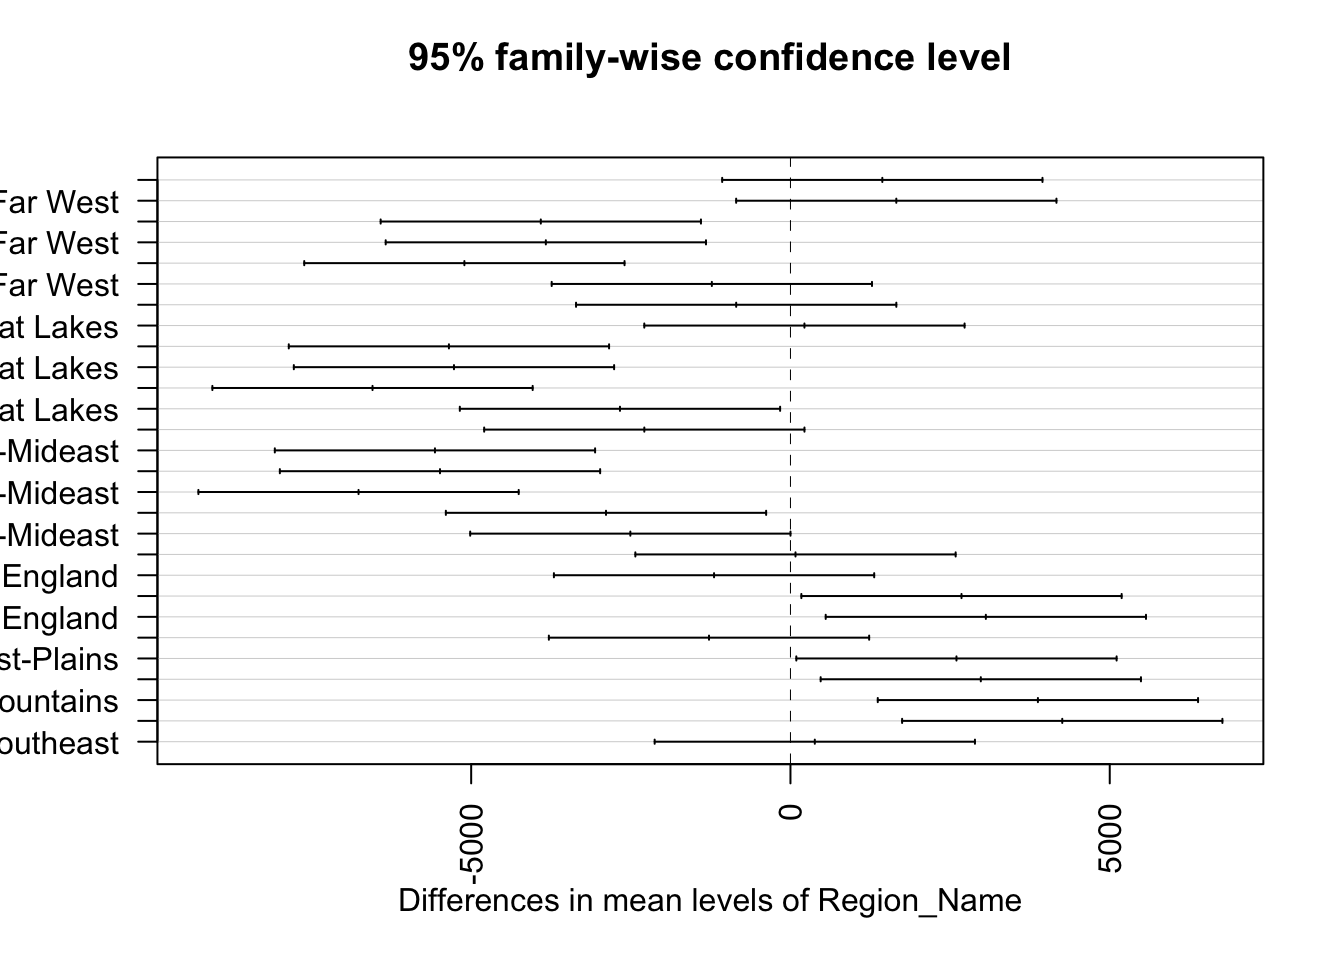 95% family-wise confidence level
Far West
Far West
Far West
at Lakes
at Lakes
at Lakes
-Mideast
-Mideast
-Mideast
England
England
st-Plains
ountains
outheast
-5000
0
5000
Differences in mean levels of Region_Name